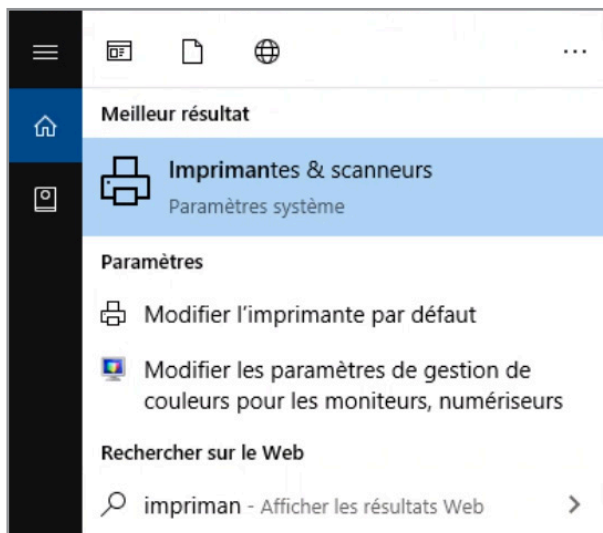 Meilleur résultat
Imprimantes & scanneurs
Paramètres système
Paramètres
Modifier l'imprimante par défaut
Modifier les paramètres de gestion de
couleurs pour les moniteurs, numériseurs
Rechercher sur le Web
impriman - Afficher les résultats Web